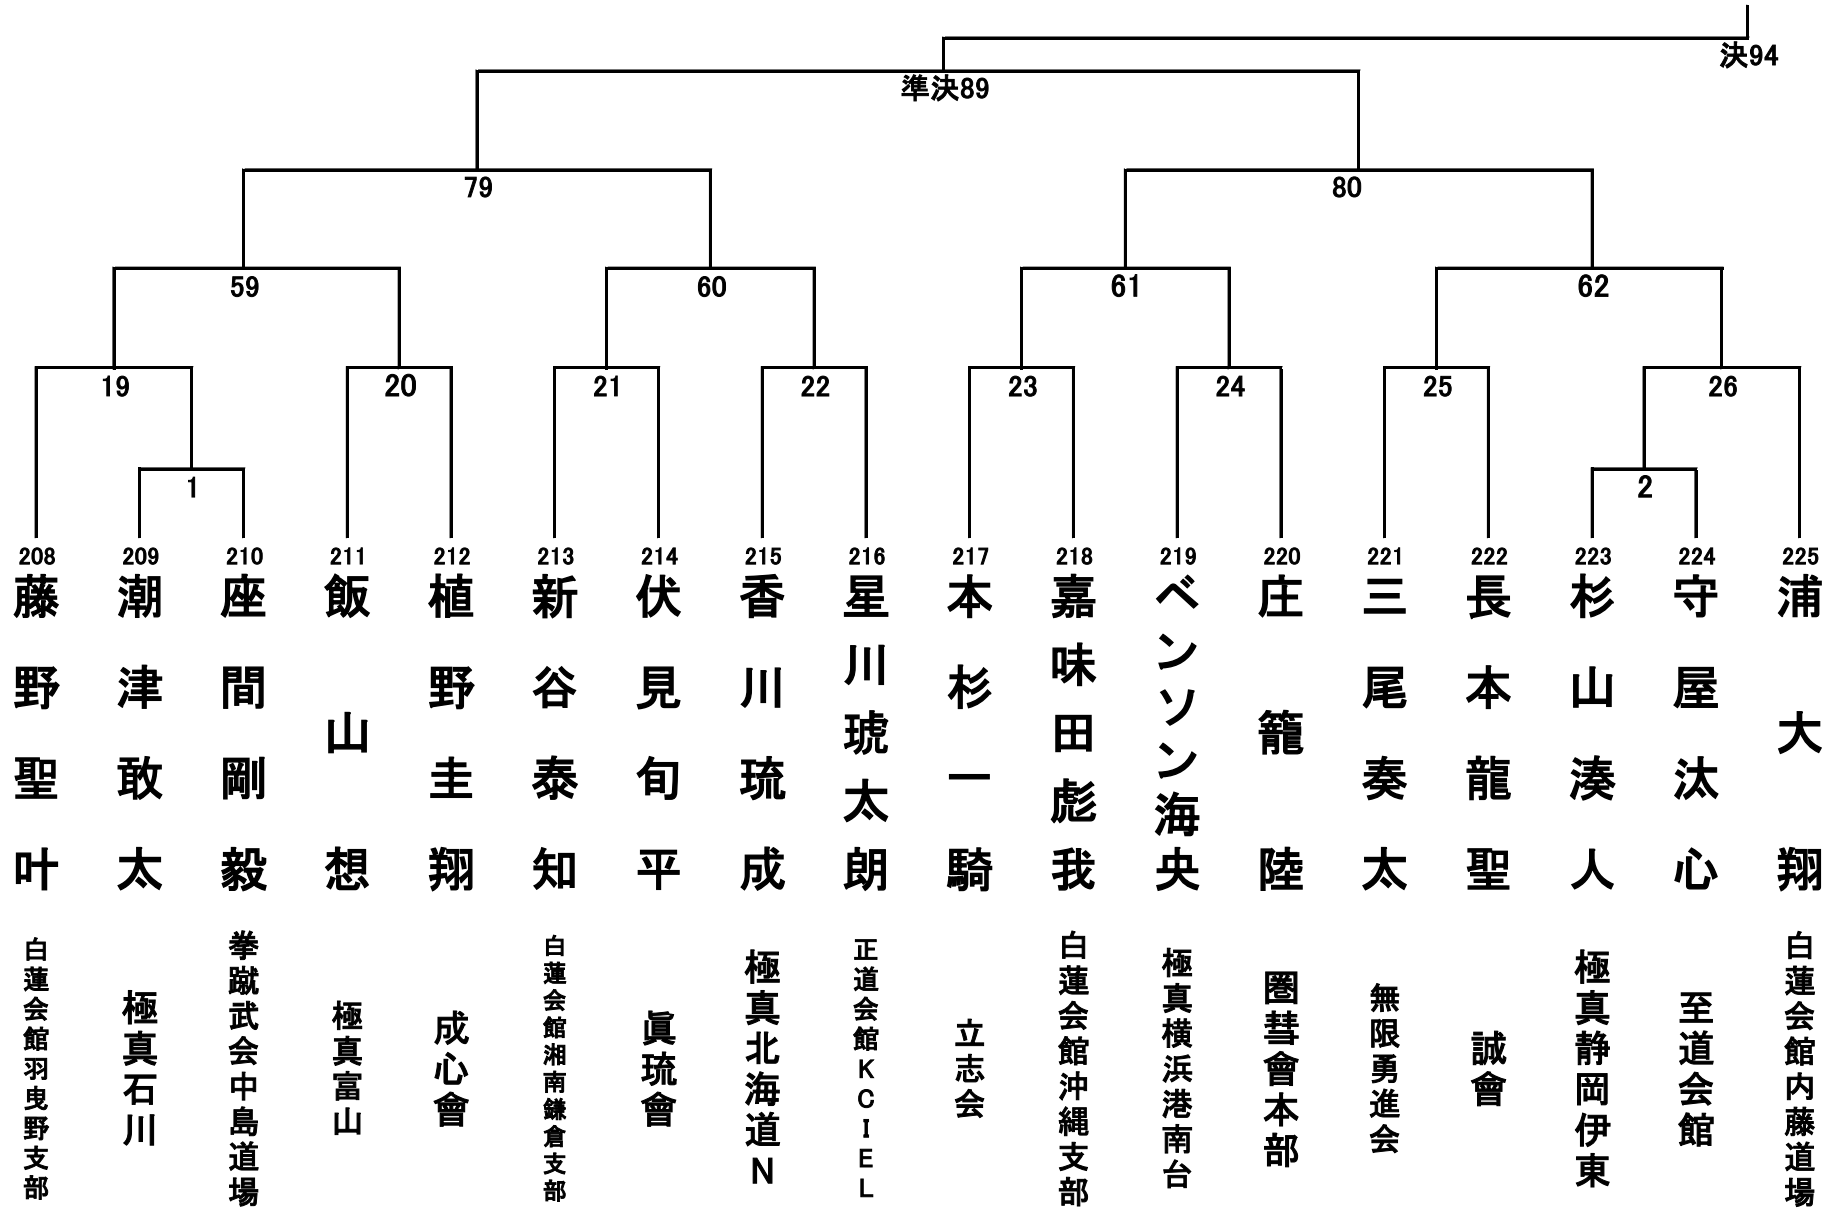 決94
準決89
79
80
59
60
61
62
19
20
21
22
23
24
25
26
1
2
208
藤野聖叶
白蓮会館羽曳野支部
209
潮津敢太
極真石川
210
座間剛毅
拳蹴武会中島道場
211
飯山想
極真富山
212
植野圭翔
成心會
213
新谷泰知
白蓮会館湘南鎌倉支部
214
伏見旬平
眞琉會
215
香川琉成
極真北海道N
216
星川琥太朗
正道会館KCIEL
217
本杉一騎
立志会
218
嘉味田彪我
白蓮会館沖縄支部
219
ベンソン海央
極真横浜港南台
220
庄籠陸
圏彗會本部
221
三尾奏太
無限勇進会
222
長本龍聖
誠會
223
杉山湊人
極真静岡伊東
224
守屋汰心
至道会館
225
浦大翔
白蓮会館内藤道場